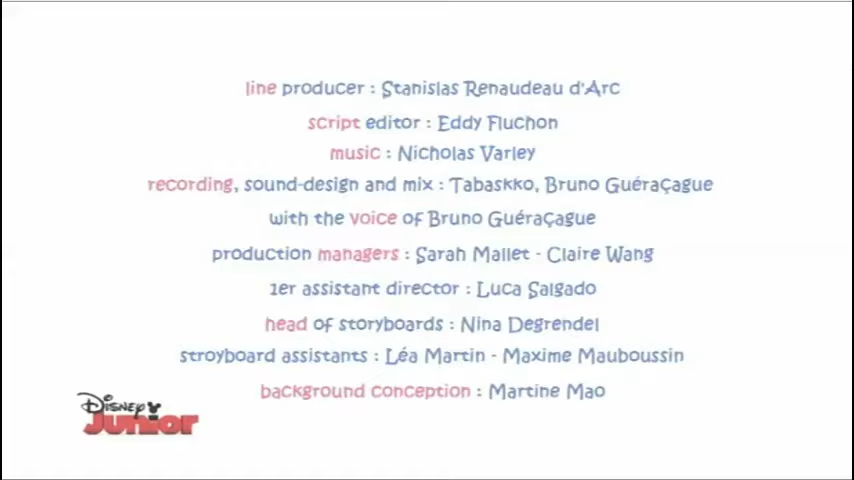 line producer : Stanislas Renaudeau d'Arc
script editor : Eddy Fluchon
music : Nicholas Varley
recording, sound-design and mix : Tabaskko, Bruno Guéraçague
with the voice of Bruno Guéraçague
production managers : Sarah Mallet - Claire Wang
1er assistant director : Luca Salgado
head of storyboards : Nina Degrendel
stroyboard assistants : Léa Martin - Maxime Mauboussin
background conception : Martine Mao
Disney
Junior